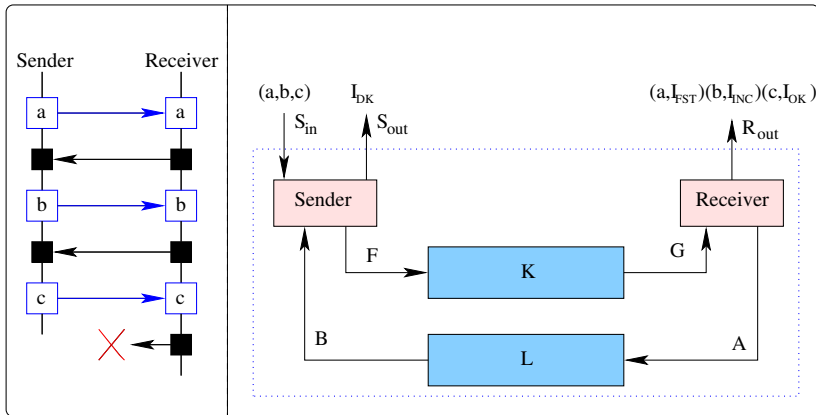 Sender Receiver
a a
b b
c c
(a,b,c) I_DK (a,I_FST)(b,I_INC)(c,I_OK)
S_in S_out R_out
Sender Receiver
F K G
B L A